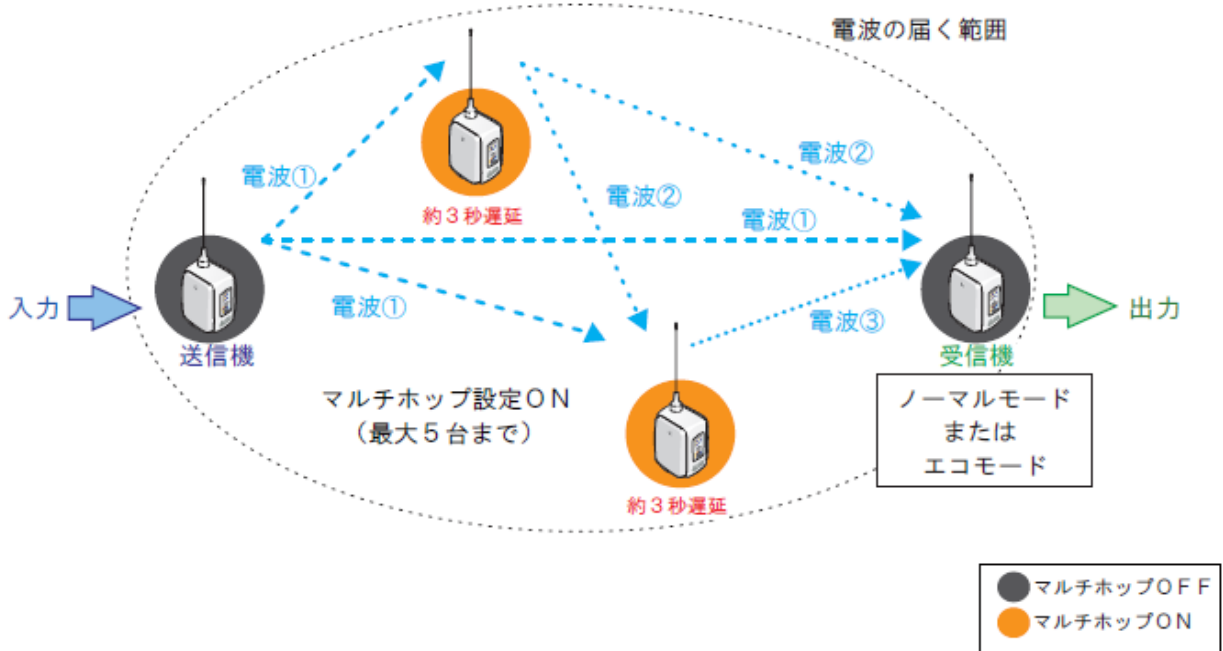 電波の届く範囲
電波①
電波②
約３秒遅延
電波②
電波①
入力
電波①
電波③
出力
送信機
受信機
マルチホップ設定ＯＮ
（最大５台まで）
ノーマルモード
または
エコモード
約３秒遅延
マルチホップＯＦＦ
マルチホップＯＮ